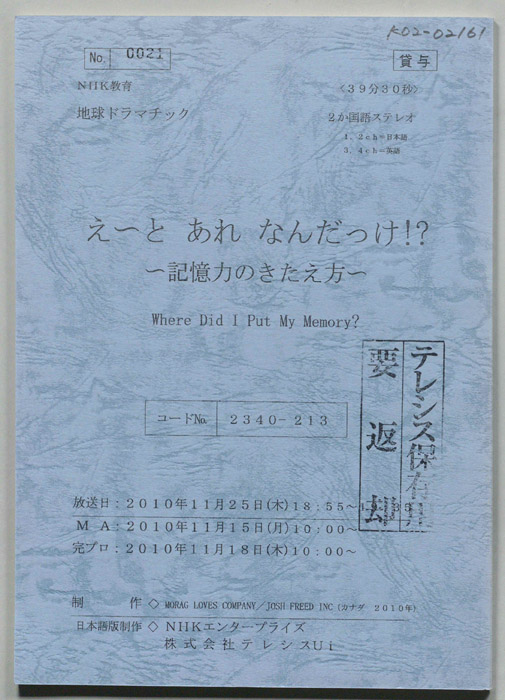 K02-02161
No. 0021
貸与
NHK教育
〈39分30秒〉
地球ドラマチック
2か国語ステレオ
1．2ch=日本語
3．4ch=英語
え〜と あれ なんだっけ!?
〜記憶力のきたえ方〜
Where Did I Put My Memory?
テレシス保有
要返却
コードNo. 2340-213
放送日：2010年11月25日(木)18：55〜
ＭＡ：2010年11月15日(月)10：00〜
完プロ：2010年11月18日(木)10：00〜
制 作◇ MORAG LOVES COMPANY／JOSH FREED INC (カナダ 2010年)
日本語版制作◇ NHKエンタープライズ
株式会社テレシスUi